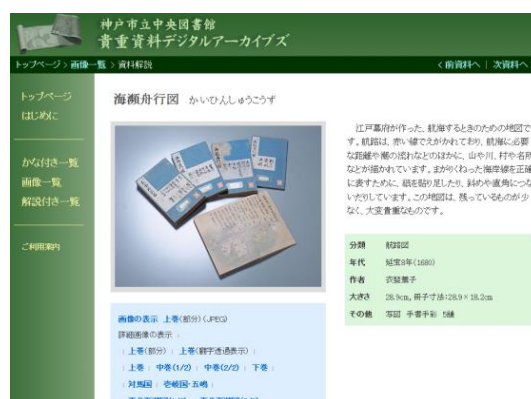 神戸市立中央図書館
貴重資料デジタルアーカイブズ
トップページ > 画像一覧 > 資料解説
< 前資料へ | 次資料へ
トップページ
はじめに
かな付き一覧
画像一覧
解説付き一覧
ご利用案内
海瀕舟行図 かいひんしゅうこうず
江戸幕府が作った、航海するときのための地図で
す。航路は、赤い線でえがかれており、航海に必要
な距離や潮の流れなどのほかに、山や川、村や名所
などが描かれています。まがりくねった海岸線を正確
に表すために、紙を貼り足したり、斜めや直角につな
いだりしています。この地図は、残っているものが少
なく、大変貴重なものです。
分類 航路図
年代 延宝8年(1680)
作者 衣斐蓋子
大きさ 28.9cm, 冊子寸法:28.9×18.2cm
その他 写図 手書手彩 5舗
画像の表示 上巻(部分) (JPEG)
詳細画像の表示 :
| 上巻(部分) | 上巻(翻字透過表示) |
| 上巻 | 中巻(1/2) | 中巻(2/2) | 下巻 |
| 対馬国 | 壱岐国・五嶋 |